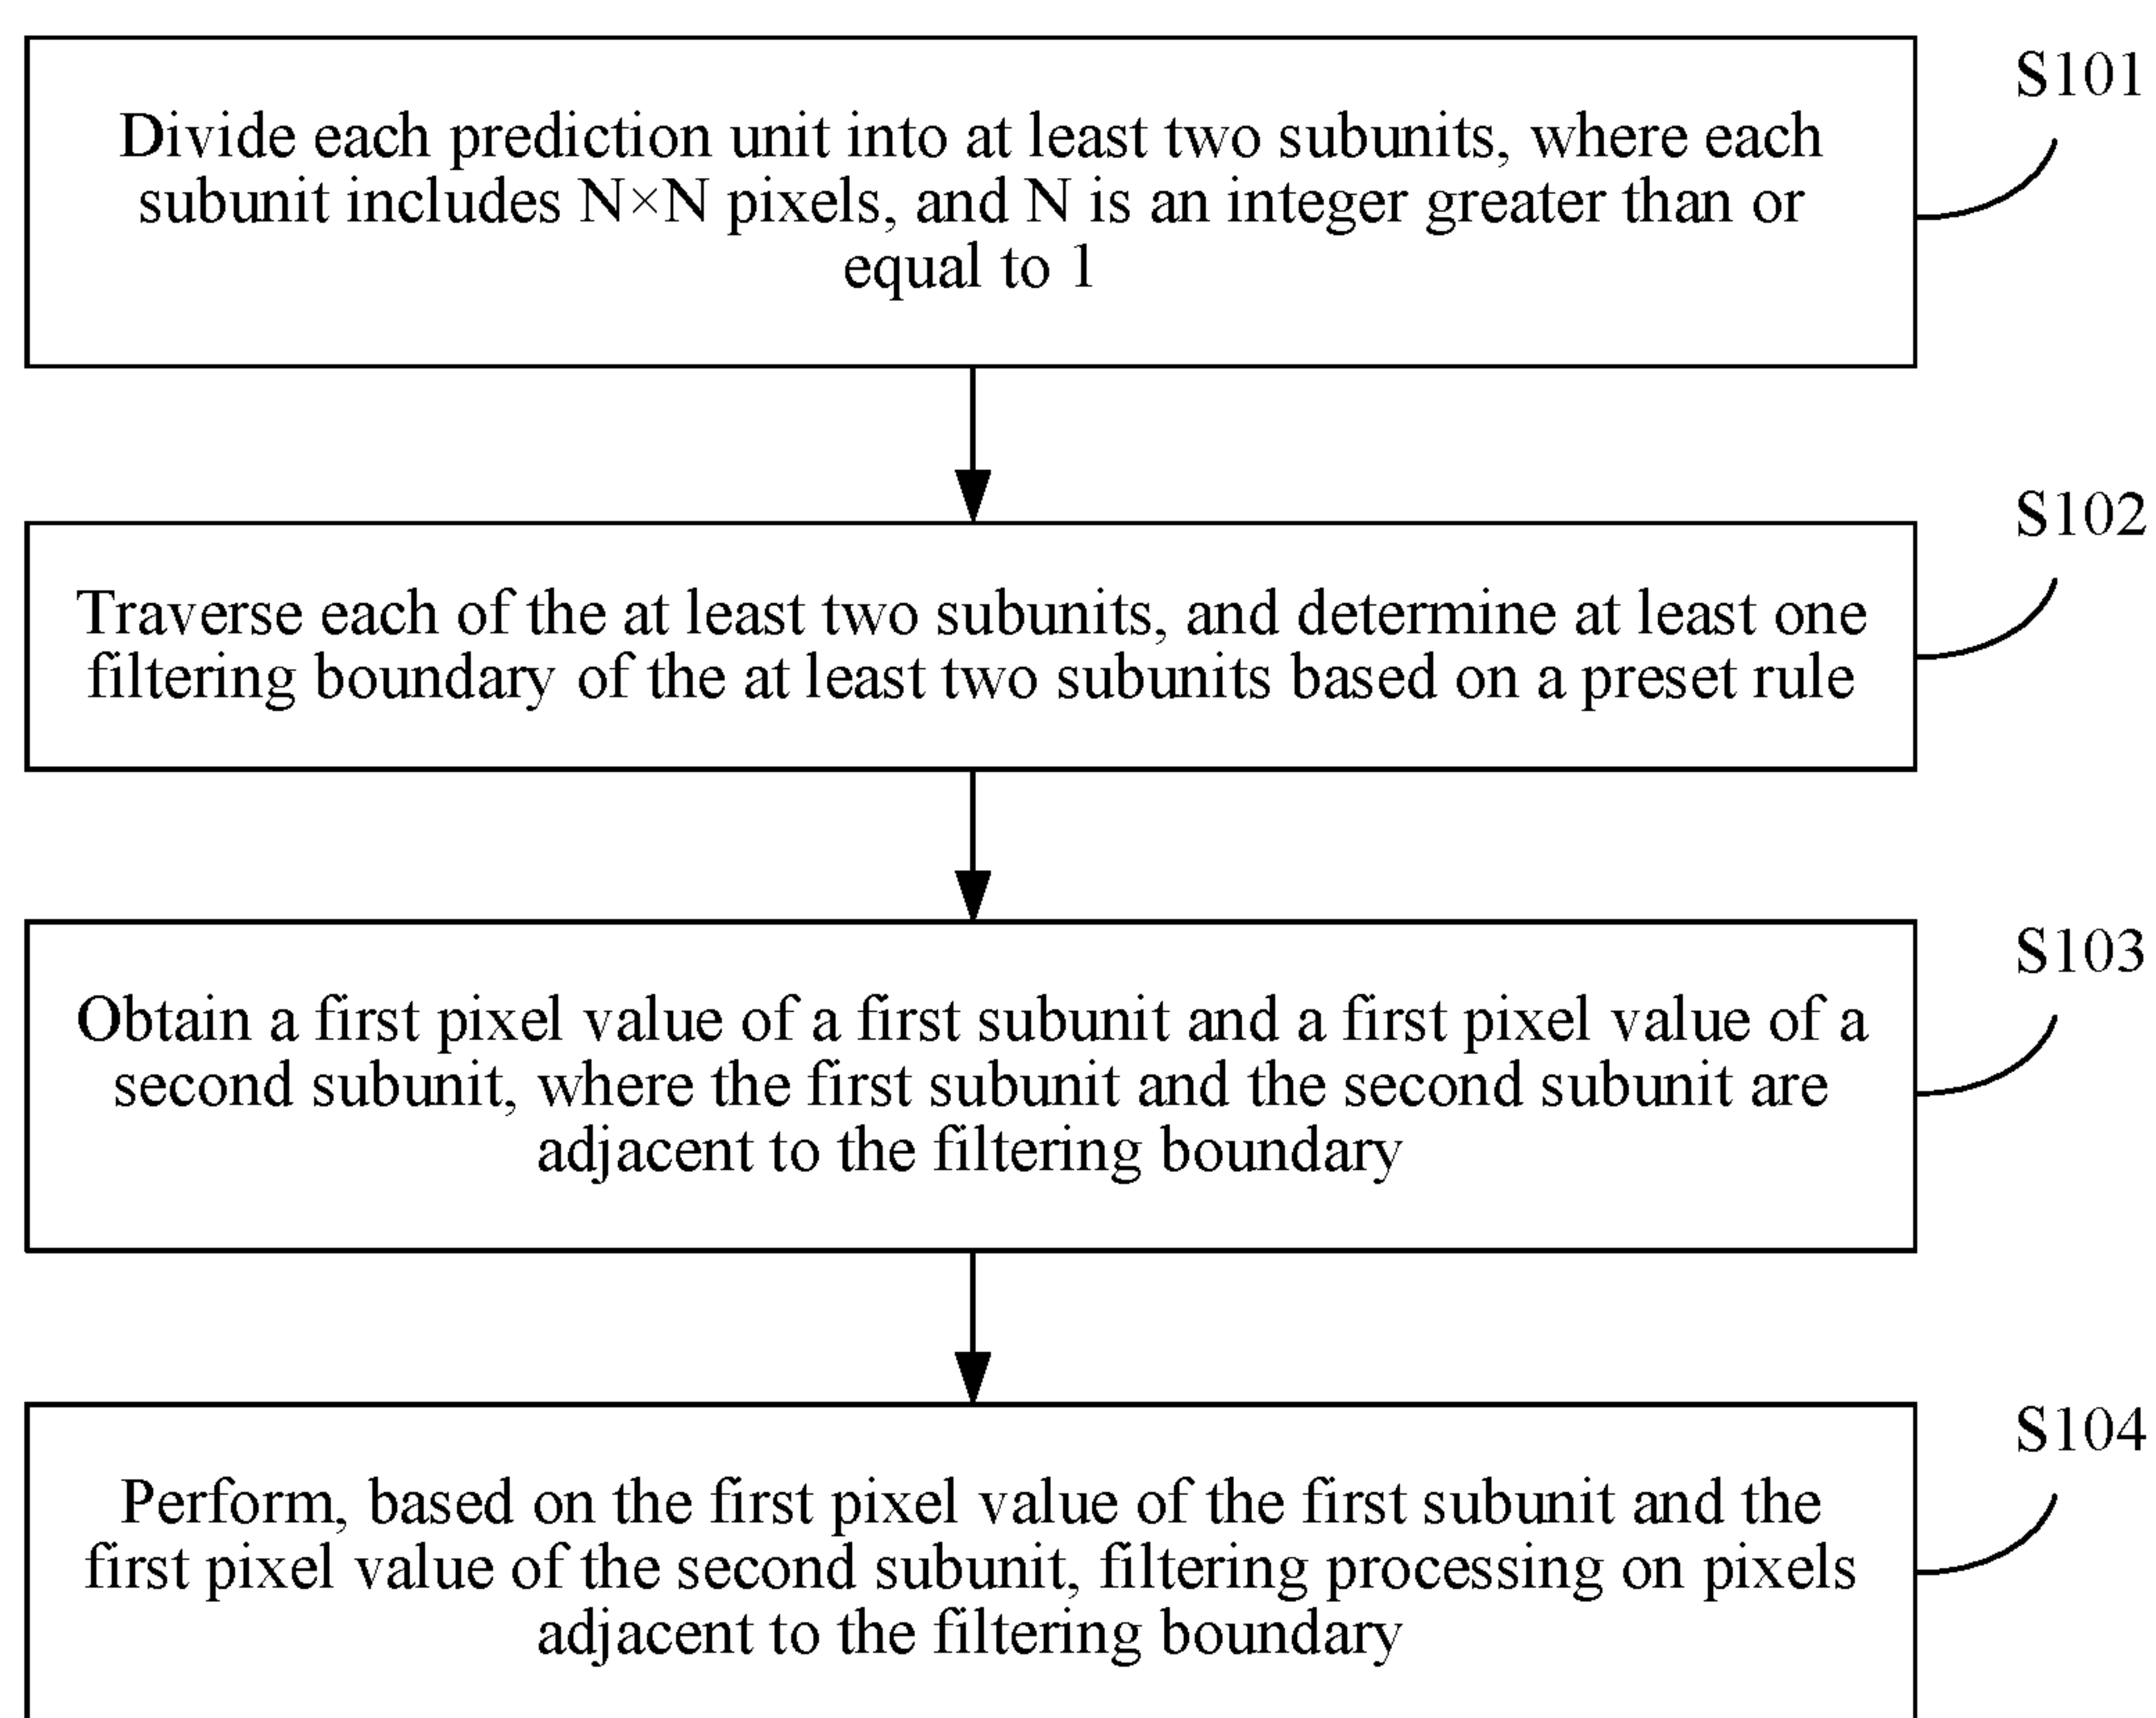 S101
Divide each prediction unit into at least two subunits, where each
subunit includes N×N pixels, and N is an integer greater than or
equal to 1
S102
Traverse each of the at least two subunits, and determine at least one
filtering boundary of the at least two subunits based on a preset rule
S103
Obtain a first pixel value of a first subunit and a first pixel value of a
second subunit, where the first subunit and the second subunit are
adjacent to the filtering boundary
S104
Perform, based on the first pixel value of the first subunit and the
first pixel value of the second subunit, filtering processing on pixels
adjacent to the filtering boundary